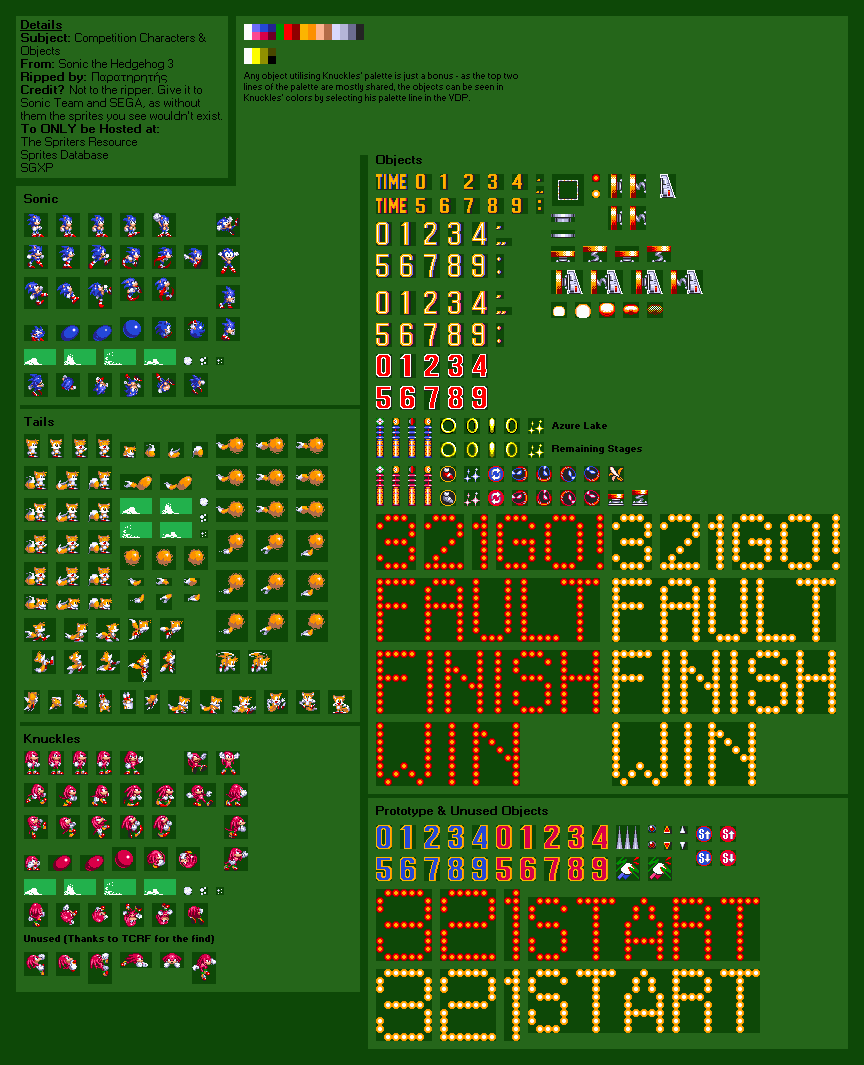 Details
Subject: Competition Characters &
Objects
From: Sonic the Hedgehog 3
Ripped by: Παρατηρητής
Credit? Not to the ripper. Give it to
Sonic Team and SEGA, as without
them the sprites you see wouldn't exist.
To ONLY be Hosted at:
The Spriters Resource
Sprites Database
SGXP
Any object utilising Knuckles' palette is just a bonus - as the top two
lines of the palette are mostly shared, the objects can be seen in
Knuckles' colors by selecting his palette line in the VDP.
Sonic
Tails
Knuckles
Unused (Thanks to TCRF for the find)
Objects
TIME 0 1 2 3 4 :
TIME 5 6 7 8 9 :
0 1 2 3 4
5 6 7 8 9 :
0 1 2 3 4
5 6 7 8 9 :
0 1 2 3 4
5 6 7 8 9
Azure Lake
Remaining Stages
3 2 1 GO! 3 2 1 GO!
FAULT FAULT
FINISH FINISH
WIN WIN
Prototype & Unused Objects
0 1 2 3 4 0 1 2 3 4 S↑ S↑
5 6 7 8 9 5 6 7 8 9 S↓ S↓
3 2 1 START
3 2 1 START